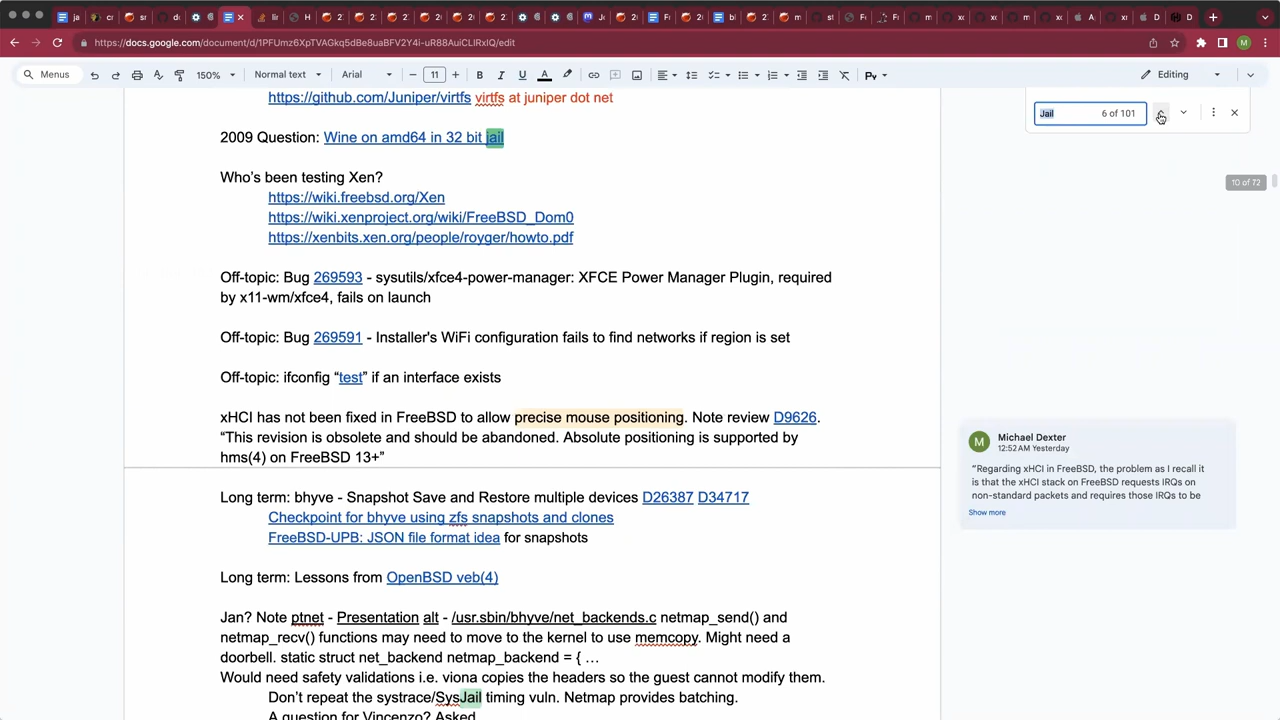 https://docs.google.com/document/d/1PFUmz6XpTVAGkq5dBe8uaBFV2Y4i-uR88AuiCLlRxIQ/edit
Menus 150% Normal text Arial 11 Editing
https://github.com/Juniper/virtfs virtfs at juniper dot net
Jail 6 of 101
2009 Question: Wine on amd64 in 32 bit jail
Who's been testing Xen?
10 of 72
https://wiki.freebsd.org/Xen
https://wiki.xenproject.org/wiki/FreeBSD_Dom0
https://xenbits.xen.org/people/royger/howto.pdf
Off-topic: Bug 269593 - sysutils/xfce4-power-manager: XFCE Power Manager Plugin, required
by x11-wm/xfce4, fails on launch
Off-topic: Bug 269591 - Installer's WiFi configuration fails to find networks if region is set
Off-topic: ifconfig “test” if an interface exists
xHCI has not been fixed in FreeBSD to allow precise mouse positioning. Note review D9626.
“This revision is obsolete and should be abandoned. Absolute positioning is supported by
hms(4) on FreeBSD 13+”
Michael Dexter
12:52 AM Yesterday
“Regarding xHCI in FreeBSD, the problem as I recall it
is that the xHCI stack on FreeBSD requests IRQs on
non-standard packets and requires those IRQs to be
Show more
Long term: bhyve - Snapshot Save and Restore multiple devices D26387 D34717
Checkpoint for bhyve using zfs snapshots and clones
FreeBSD-UPB: JSON file format idea for snapshots
Long term: Lessons from OpenBSD veb(4)
Jan? Note ptnet - Presentation alt - /usr.sbin/bhyve/net_backends.c netmap_send() and
netmap_recv() functions may need to move to the kernel to use memcopy. Might need a
doorbell. static struct net_backend netmap_backend = { …
Would need safety validations i.e. viona copies the headers so the guest cannot modify them.
Don't repeat the systrace/SysJail timing vuln. Netmap provides batching.
A question for Vincenzo? Asked